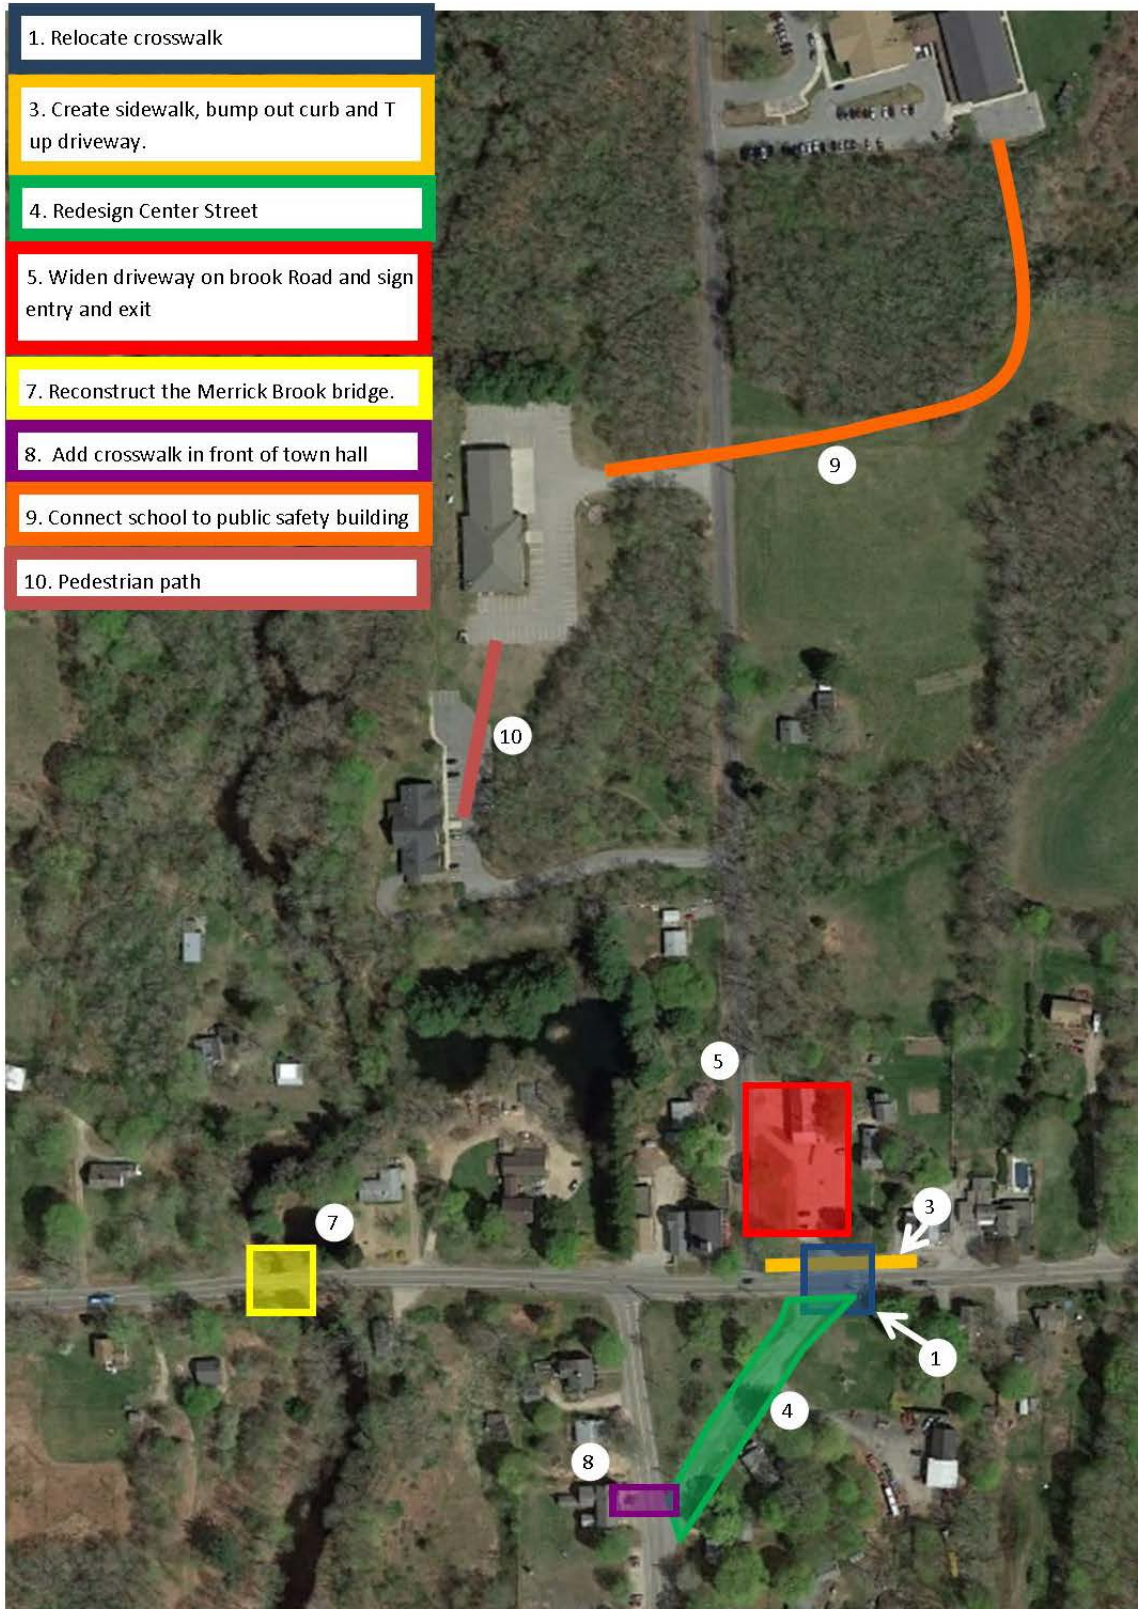 1. Relocate crosswalk
3. Create sidewalk, bump out curb and T
up driveway.
4. Redesign Center Street
5. Widen driveway on brook Road and sign
entry and exit
7. Reconstruct the Merrick Brook bridge.
8. Add crosswalk in front of town hall
9. Connect school to public safety building
10. Pedestrian path
9
10
5
3
7
1
4
8